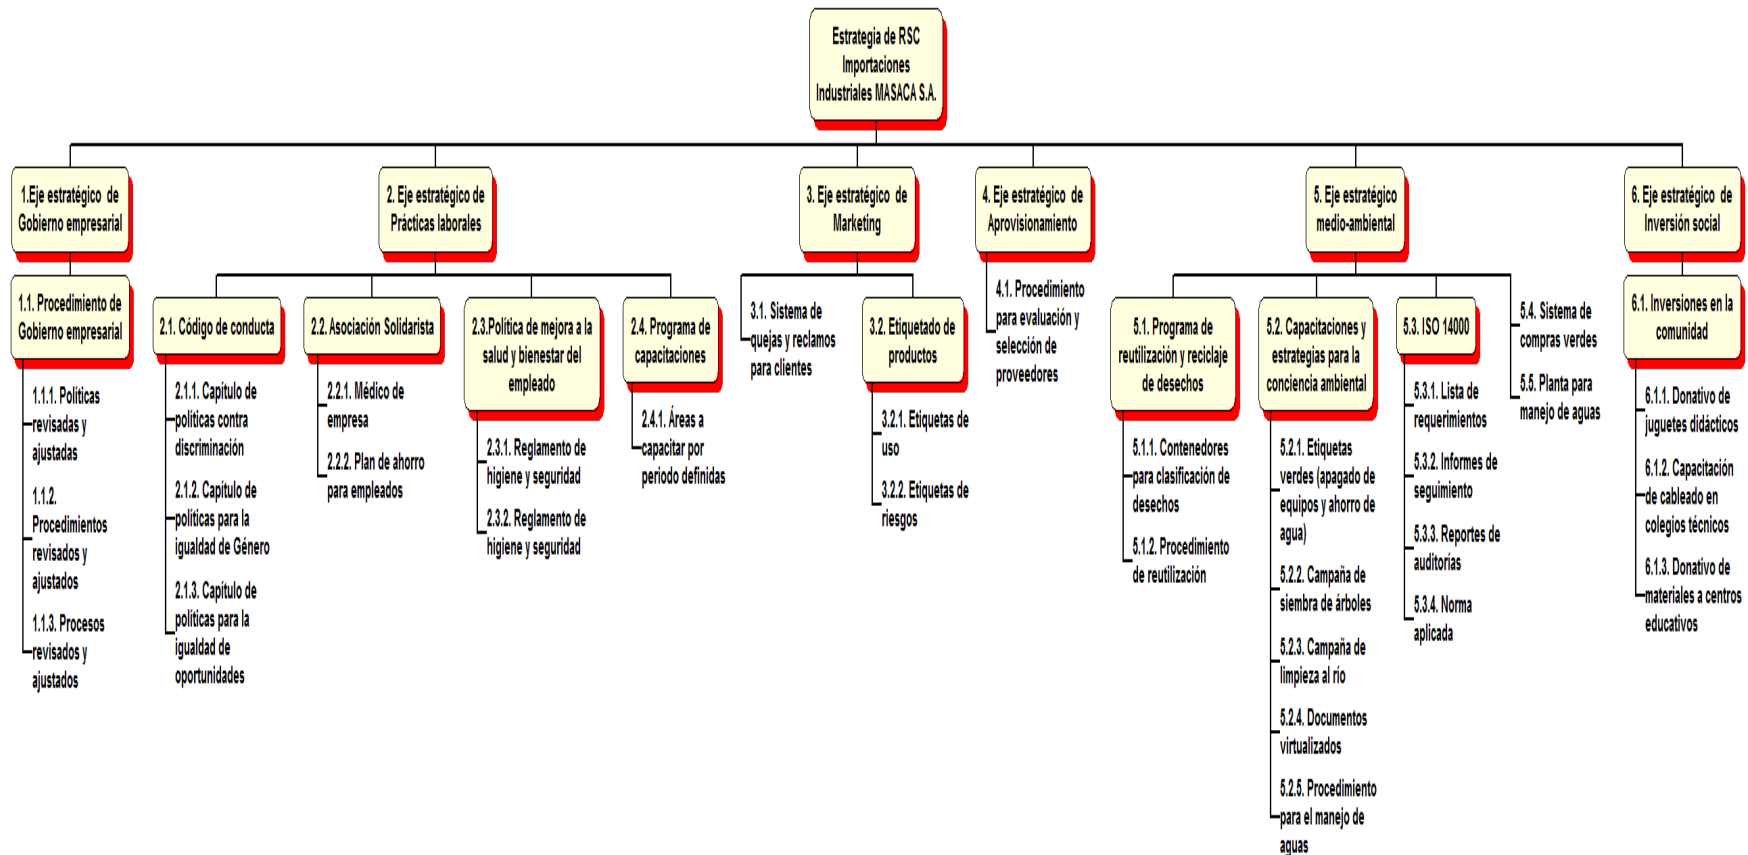 Estrategia de RSC
Importaciones
Industriales MASACA S.A.
1.Eje estratégico de
Gobierno empresarial
2. Eje estratégico de
Prácticas laborales
3. Eje estratégico de
Marketing
4. Eje estratégico de
Aprovisionamiento
5. Eje estratégico
medio-ambiental
6. Eje estratégico de
Inversión social
1.1. Procedimiento de
Gobierno empresarial
1.1.1. Políticas
revisadas y
ajustadas
1.1.2.
Procedimientos
revisados y
ajustados
1.1.3. Procesos
revisados y
ajustados
2.1. Código de conducta
2.1.1. Capítulo de
políticas contra
discriminación
2.1.2. Capítulo de
políticas para la
igualdad de Género
2.1.3. Capítulo de
políticas para la
igualdad de
oportunidades
2.2. Asociación Solidarista
2.2.1. Médico de
empresa
2.2.2. Plan de ahorro
para empleados
2.3.Política de mejora a la
salud y bienestar del
empleado
2.3.1. Reglamento de
higiene y seguridad
2.3.2. Reglamento de
higiene y seguridad
2.4. Programa de
capacitaciones
2.4.1. Áreas a
capacitar por
periodo definidas
3.1. Sistema de
quejas y reclamos
para clientes
3.2. Etiquetado de
productos
3.2.1. Etiquetas de
uso
3.2.2. Etiquetas de
riesgos
4.1. Procedimiento
para evaluación y
selección de
proveedores
5.1. Programa de
reutilización y reciclaje
de desechos
5.1.1. Contenedores
para clasificación de
desechos
5.1.2. Procedimiento
de reutilización
5.2. Capacitaciones y
estrategias para la
conciencia ambiental
5.2.1. Etiquetas
verdes (apagado de
equipos y ahorro de
agua)
5.2.2. Campaña de
siembra de árboles
5.2.3. Campaña de
limpieza al río
5.2.4. Documentos
virtualizados
5.2.5. Procedimiento
para el manejo de
aguas
5.3. ISO 14000
5.3.1. Lista de
requerimientos
5.3.2. Informes de
seguimiento
5.3.3. Reportes de
auditorías
5.3.4. Norma
aplicada
5.4. Sistema de
compras verdes
5.5. Planta para
manejo de aguas
6.1. Inversiones en la
comunidad
6.1.1. Donativo de
juguetes didácticos
6.1.2. Capacitación
de cableado en
colegios técnicos
6.1.3. Donativo de
materiales a centros
educativos